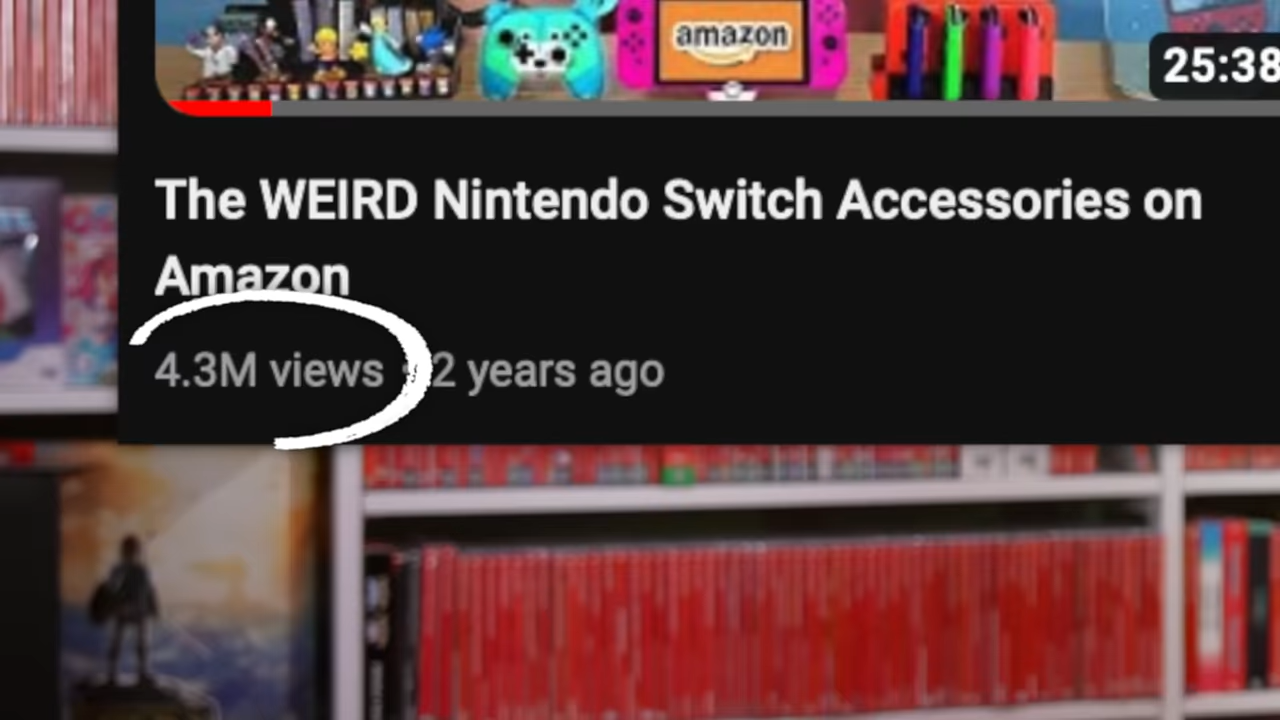 amazon
25:38
The WEIRD Nintendo Switch Accessories on
Amazon
4.3M views • 2 years ago